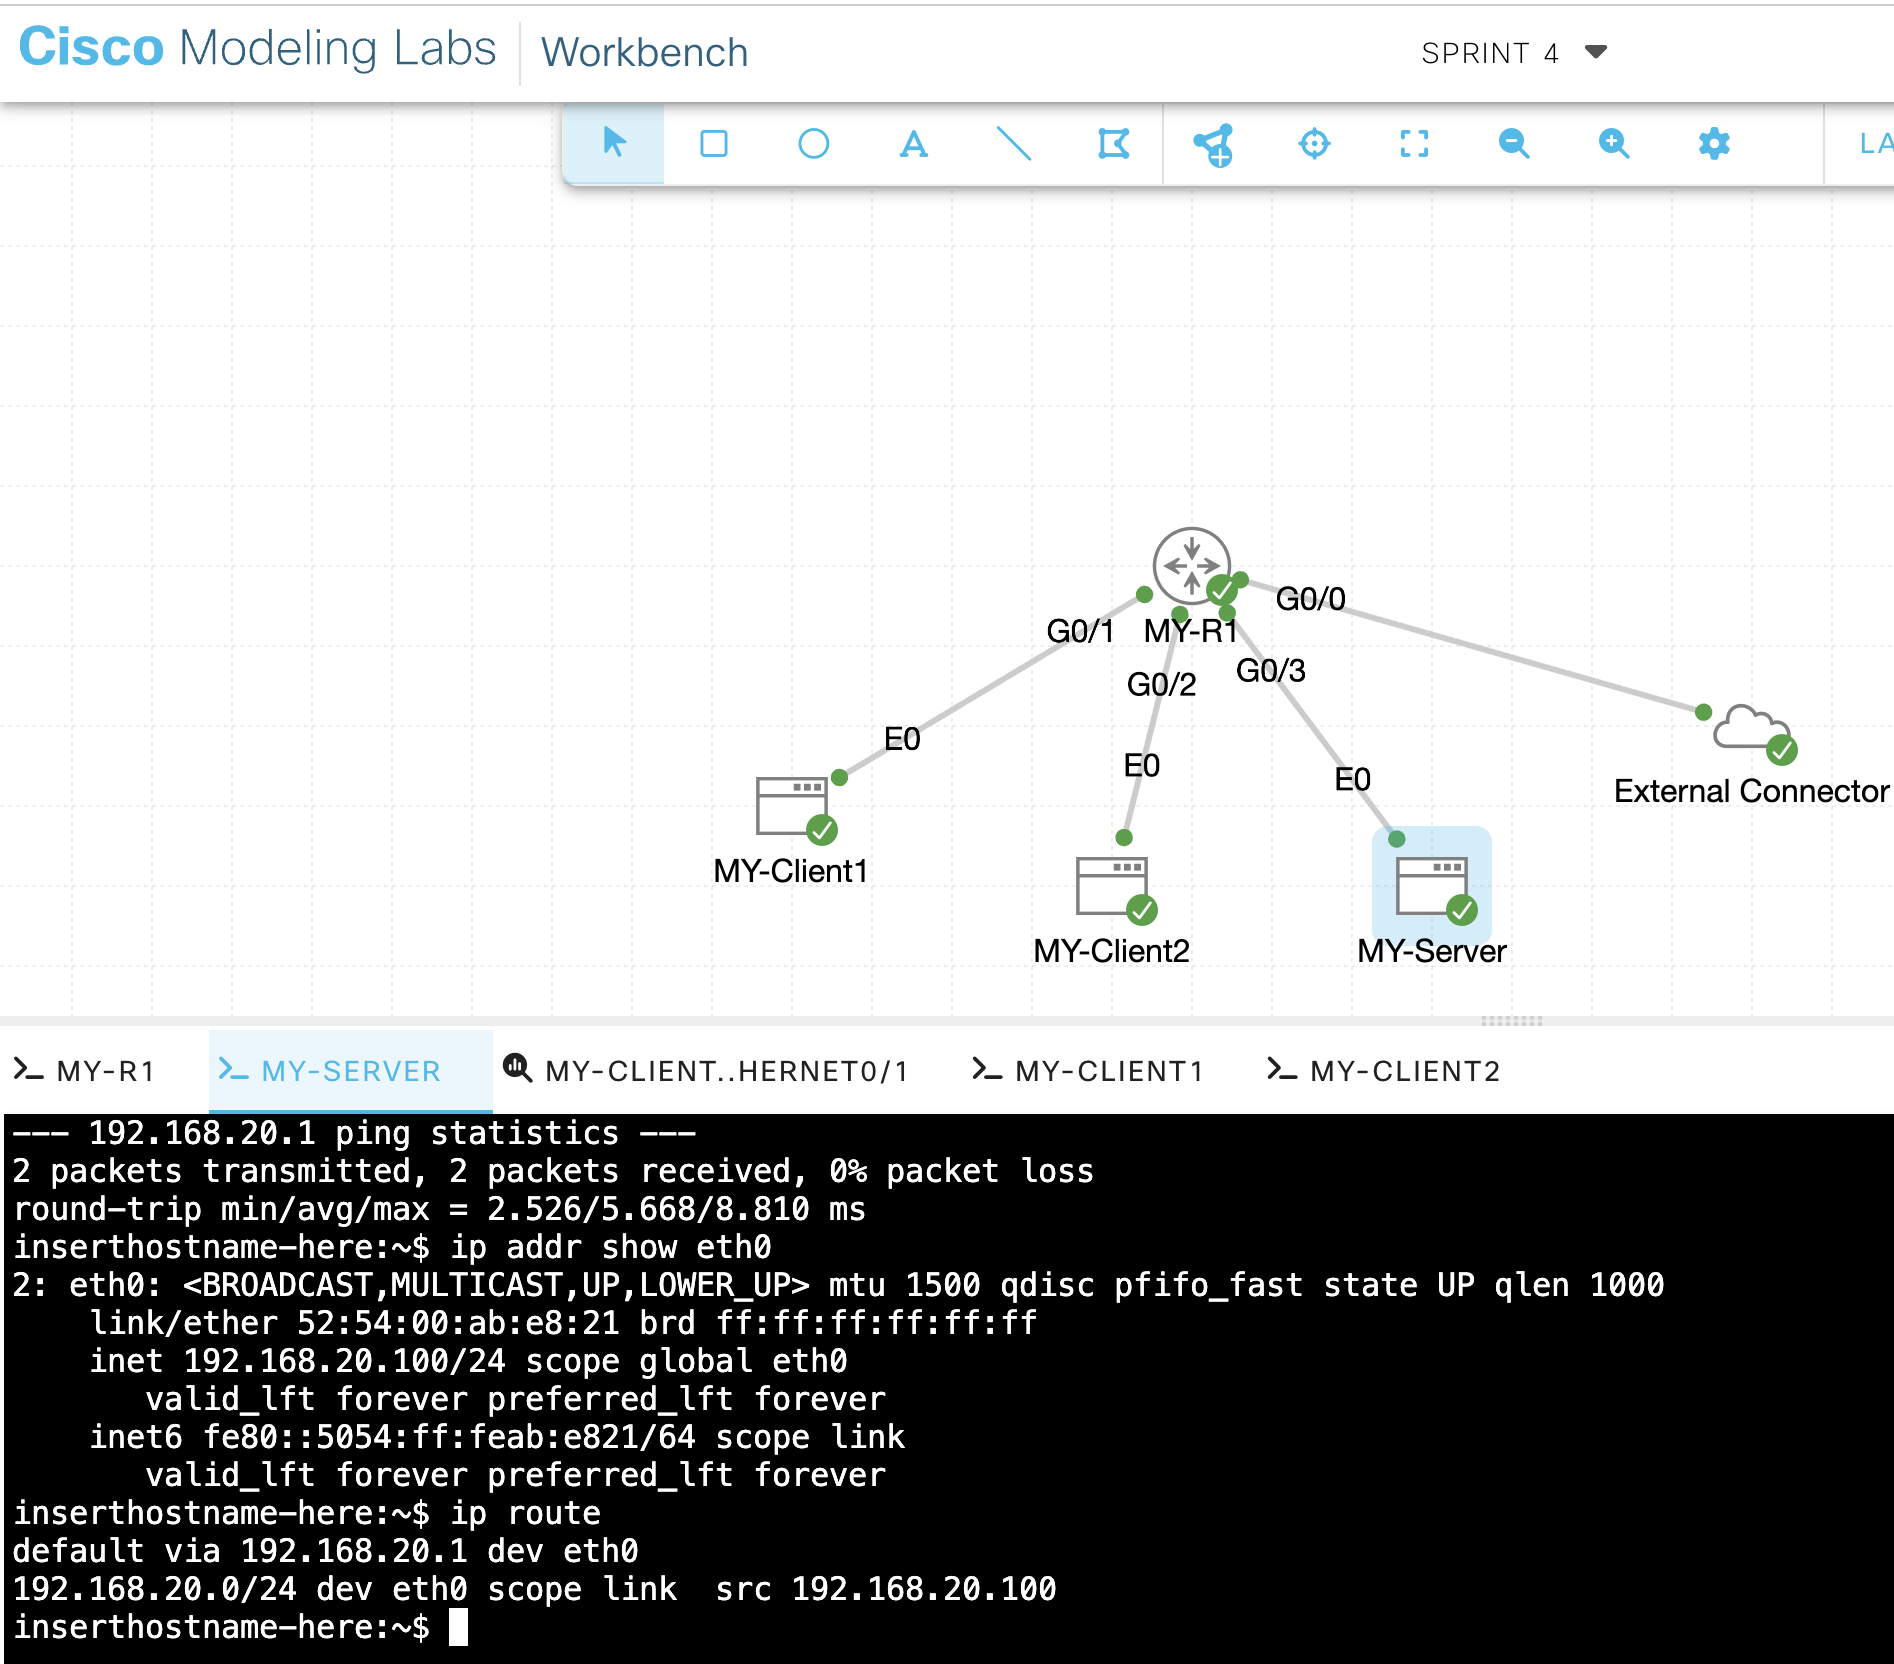 Cisco Modeling Labs Workbench SPRINT 4
G0/0
G0/1 MY-R1
G0/2 G0/3
E0
E0
E0
External Connector
MY-Client1
MY-Client2
MY-Server
MY-R1 MY-SERVER MY-CLIENT..HERNET0/1 MY-CLIENT1 MY-CLIENT2
--- 192.168.20.1 ping statistics ---
2 packets transmitted, 2 packets received, 0% packet loss
round-trip min/avg/max = 2.526/5.668/8.810 ms
inserthostname-here:~$ ip addr show eth0
2: eth0: <BROADCAST,MULTICAST,UP,LOWER_UP> mtu 1500 qdisc pfifo_fast state UP qlen 1000
    link/ether 52:54:00:ab:e8:21 brd ff:ff:ff:ff:ff:ff
    inet 192.168.20.100/24 scope global eth0
       valid_lft forever preferred_lft forever
    inet6 fe80::5054:ff:feab:e821/64 scope link
       valid_lft forever preferred_lft forever
inserthostname-here:~$ ip route
default via 192.168.20.1 dev eth0
192.168.20.0/24 dev eth0 scope link  src 192.168.20.100
inserthostname-here:~$